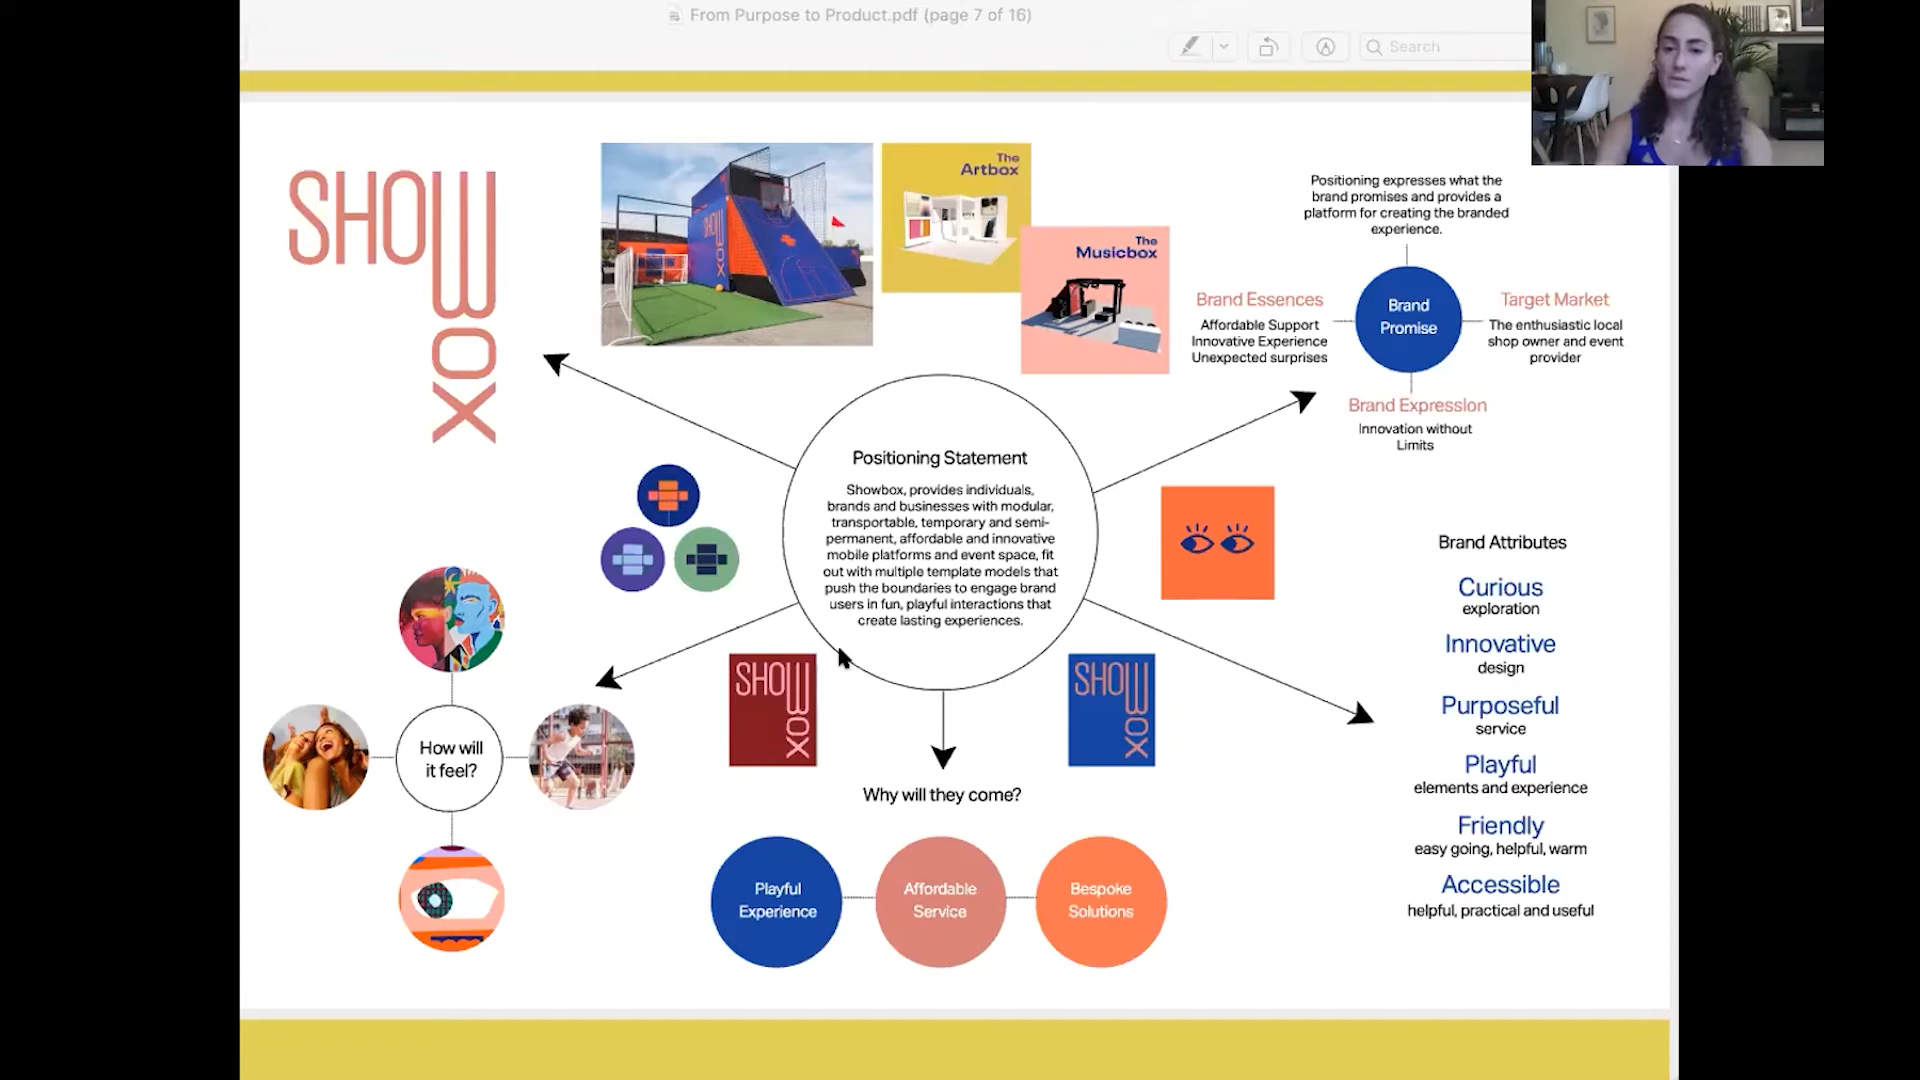 From Purpose to Product.pdf (page 7 of 16)
Search
SHOWBOX
SHOWBOX
The
Artbox
The
Musicbox
Positioning expresses what the
brand promises and provides a
platform for creating the branded
experience.
Brand Essences
Affordable Support
Innovative Experience
Unexpected surprises
Brand
Promise
Target Market
The enthusiastic local
shop owner and event
provider
Brand Expression
Innovation without
Limits
Positioning Statement
Showbox, provides individuals,
brands and businesses with modular,
transportable, temporary and semi-
permanent, affordable and innovative
mobile platforms and event space, fit
out with multiple template models that
push the boundaries to engage brand
users in fun, playful interactions that
create lasting experiences.
Brand Attributes
Curious
exploration
Innovative
design
Purposeful
service
Playful
elements and experience
Friendly
easy going, helpful, warm
Accessible
helpful, practical and useful
How will
it feel?
SHOWBOX
SHOWBOX
Why will they come?
Playful
Experience
Affordable
Service
Bespoke
Solutions